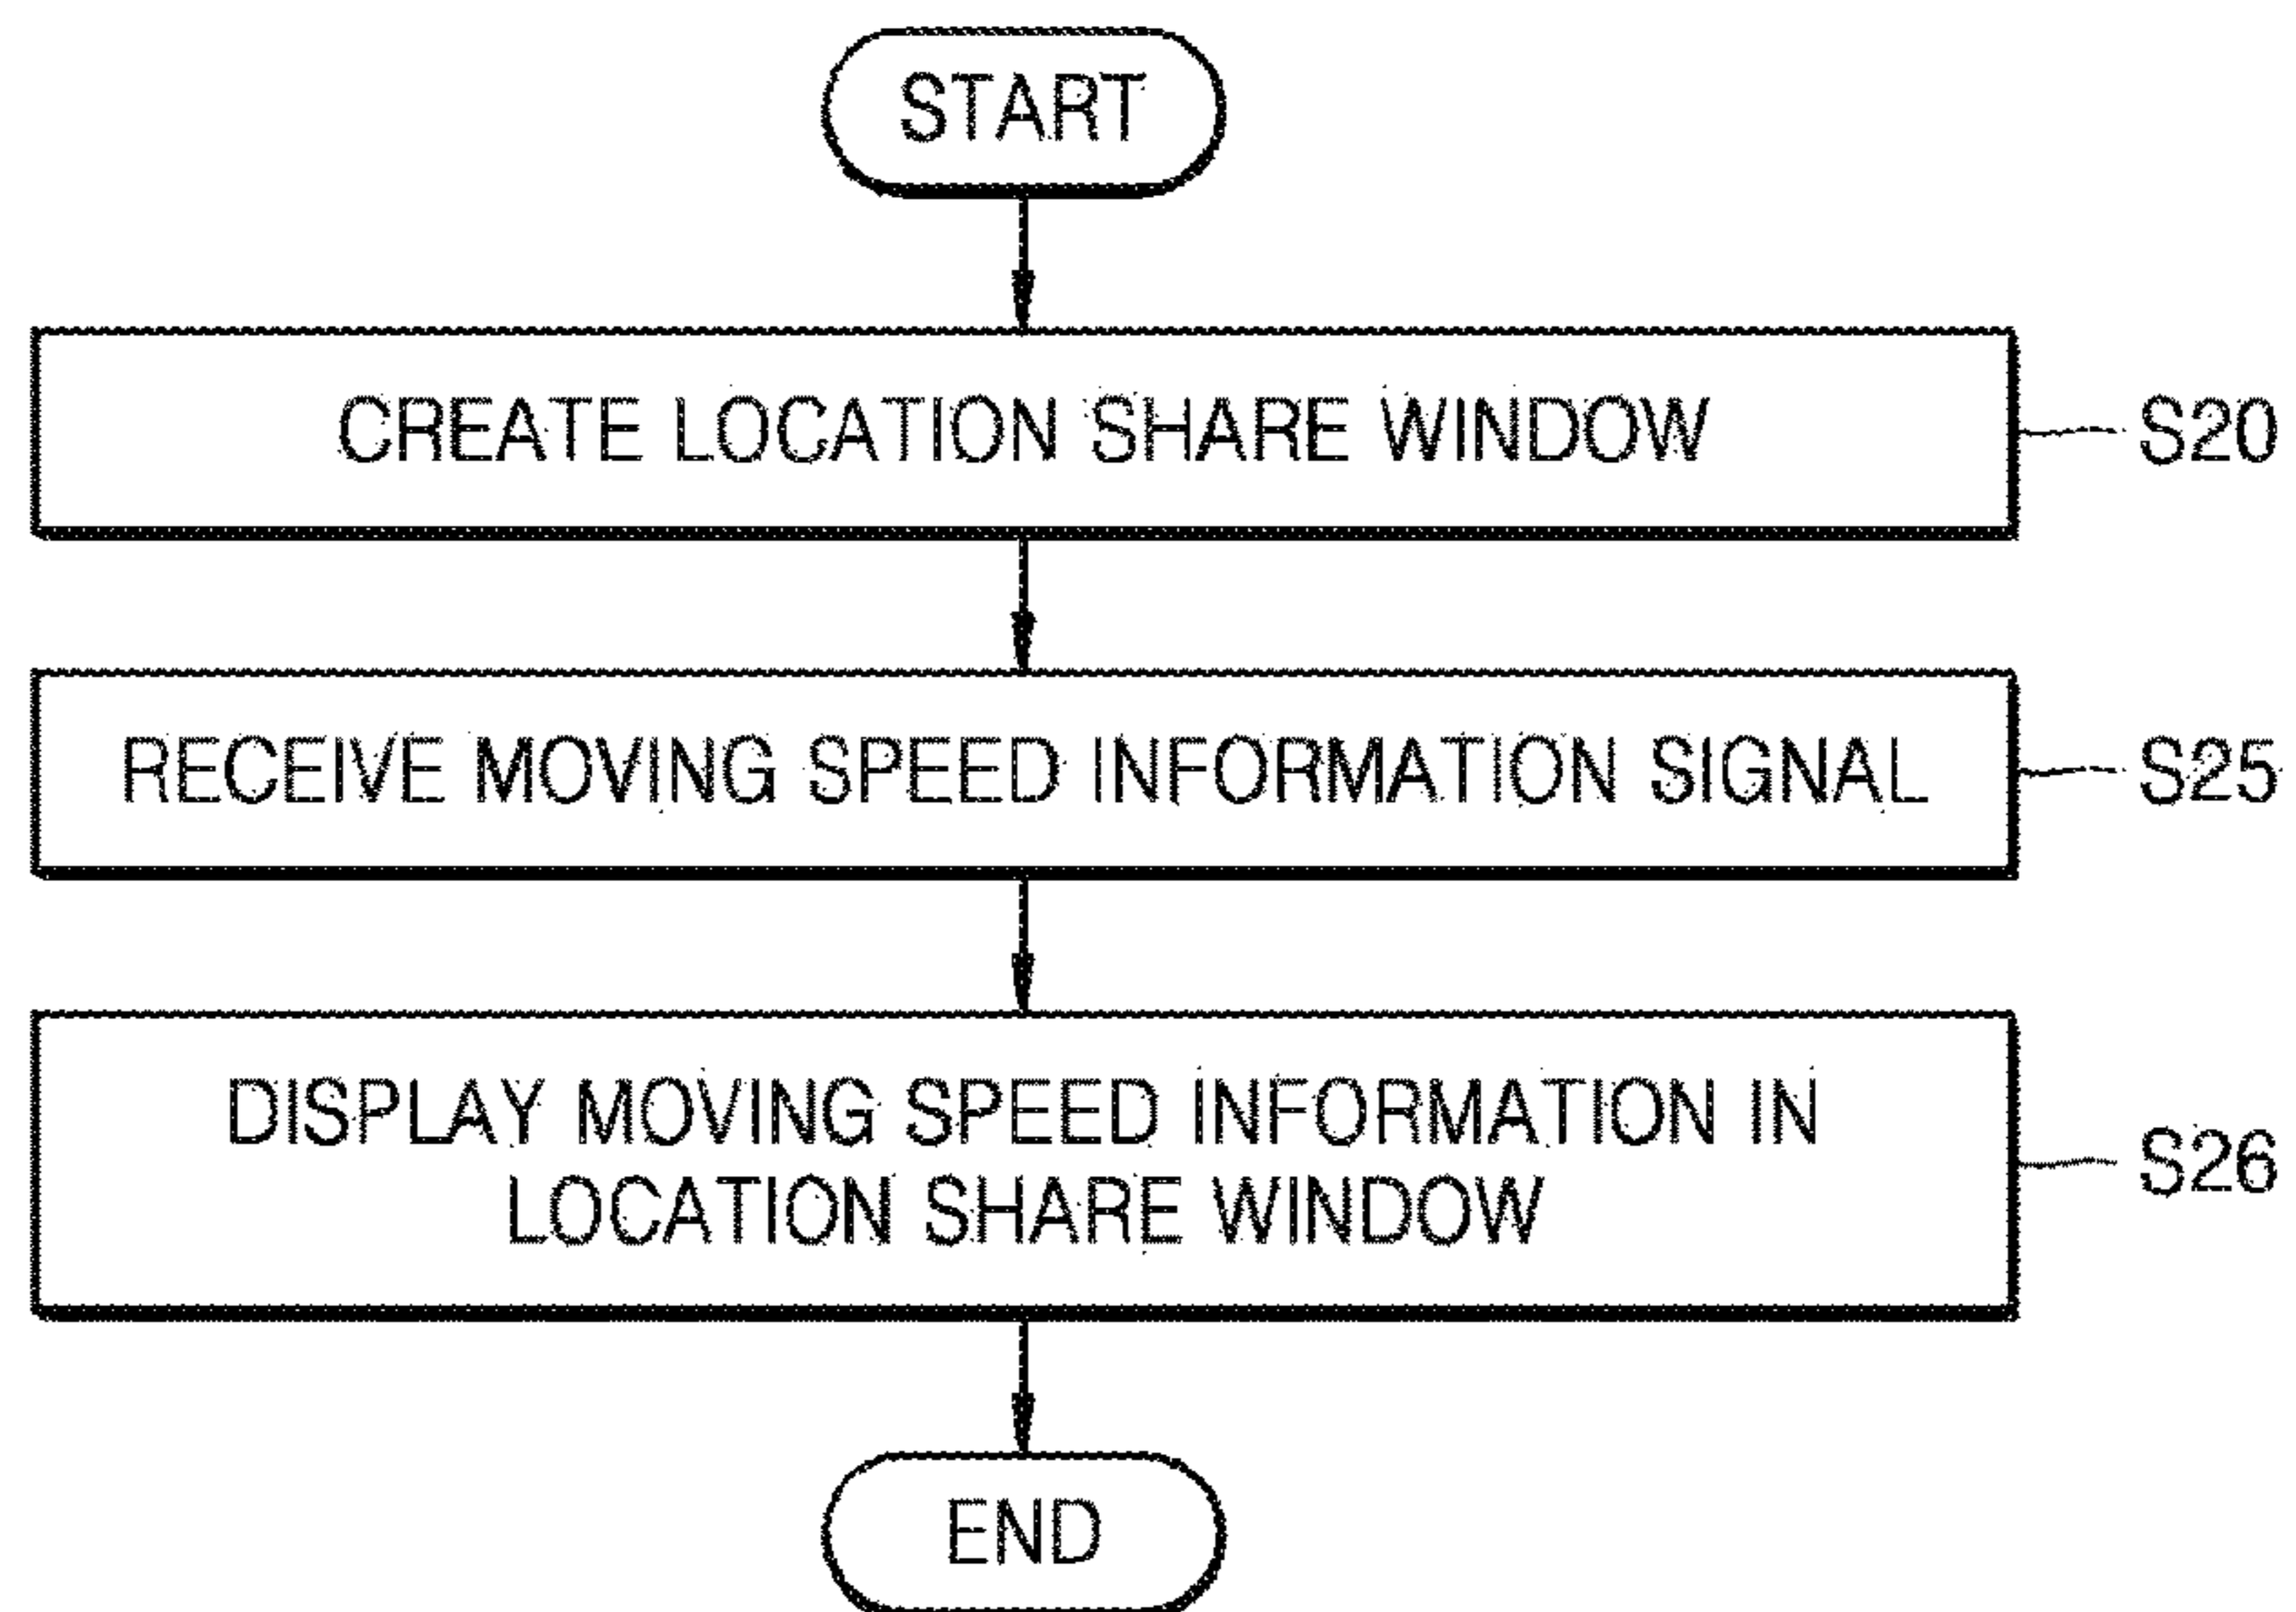 START
CREATE LOCATION SHARE WINDOW
S20
RECEIVE MOVING SPEED INFORMATION SIGNAL
S25
DISPLAY MOVING SPEED INFORMATION IN
LOCATION SHARE WINDOW
S26
END